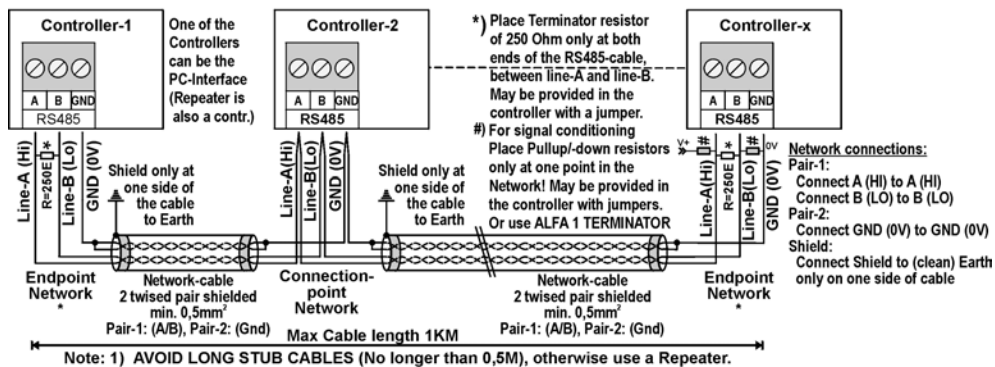 Controller-1
A B GND
RS485
One of the
Controllers
can be the
PC-Interface
(Repeater is
also a contr.)
Controller-2
A B GND
RS485
*) Place Terminator resistor
of 250 Ohm only at both
ends of the RS485-cable,
between line-A and line-B.
May be provided in the
controller with a jumper.
#) For signal conditioning
Place Pullup/-down resistors
only at one point in the
Network! May be provided in
the controller with jumpers.
Or use ALFA 1 TERMINATOR
Controller-x
A B GND
RS485
Line-A (Hi)
R=250E *
Line-B (Lo)
GND (0V)
Shield only at
one side of
the cable
to Earth
Line-A(Hi)
Line-B(Lo)
GND (0V)
Shield only at
one side of
the cable
to Earth
V+ # # 0V
Line-A(Hi)
R=250E *
Line-B(Lo)
GND (0V)
Network connections:
Pair-1:
Connect A (HI) to A (HI)
Connect B (LO) to B (LO)
Pair-2:
Connect GND (0V) to GND (0V)
Shield:
Connect Shield to (clean) Earth
only on one side of cable
Endpoint
Network
*
Network-cable
2 twised pair shielded
min. 0,5mm²
Pair-1: (A/B), Pair-2: (Gnd)
Connection-
point
Network
Network-cable
2 twised pair shielded
min. 0,5mm²
Pair-1: (A/B), Pair-2: (Gnd)
Endpoint
Network
*
Max Cable length 1KM
Note: 1) AVOID LONG STUB CABLES (No longer than 0,5M), otherwise use a Repeater.